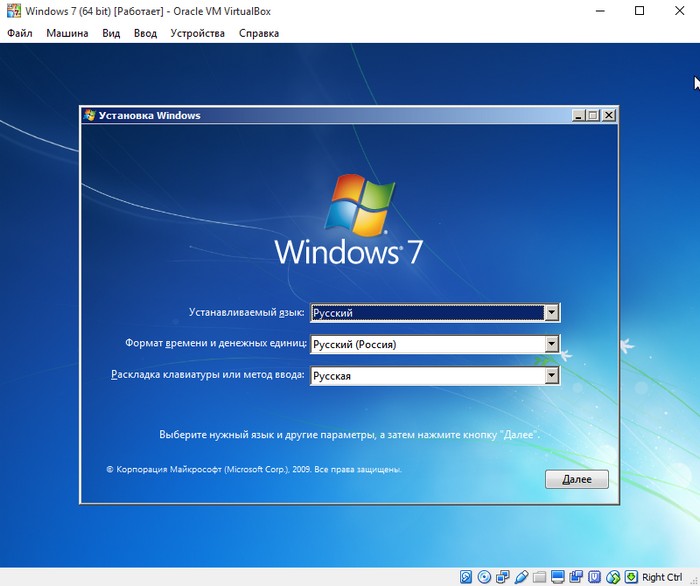 Windows 7 (64 bit) [Работает] - Oracle VM VirtualBox
Файл Машина Вид Ввод Устройства Справка
Установка Windows
Windows 7
Устанавливаемый язык: Русский
Формат времени и денежных единиц: Русский (Россия)
Раскладка клавиатуры или метод ввода: Русская
Выберите нужный язык и другие параметры, а затем нажмите кнопку "Далее".
© Корпорация Майкрософт (Microsoft Corp.), 2009. Все права защищены.
Далее
Right Ctrl